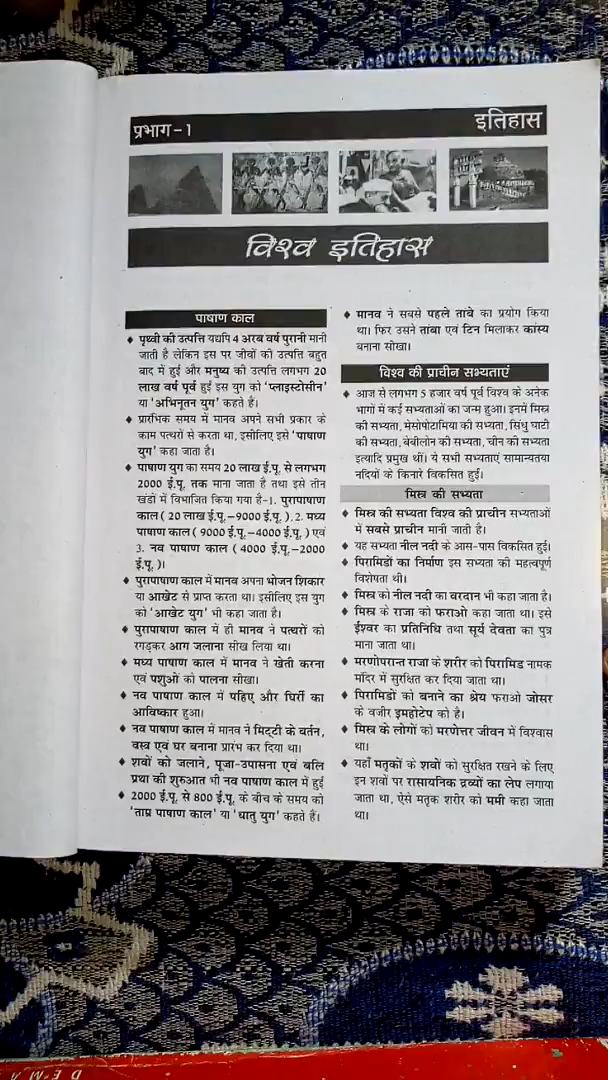 प्रभाग-1
इतिहास
विश्व इतिहास
पाषाण काल
♦ पृथ्वी की उत्पत्ति यद्यपि 4 अरब वर्ष पुरानी मानी
जाती है लेकिन इस पर जीवों की उत्पत्ति बहुत
बाद में हुई और मनुष्य की उत्पत्ति लगभग 20
लाख वर्ष पूर्व हुई इस युग को 'प्लाइस्टोसीन'
या 'अभिनूतन युग' कहते है।
♦ प्रारंभिक समय में मानव अपने सभी प्रकार के
काम पत्थरों से करता था, इसीलिए इसे 'पाषाण
युग' कहा जाता है।
♦ पाषाण युग का समय 20 लाख ई.पू. से लगभग
2000 ई.पू. तक माना जाता है तथा इसे तीन
खंडों में विभाजित किया गया है-1. पुरापाषाण
काल ( 20 लाख ई.पू.–9000 ई.पू.). 2. मध्य
पाषाण काल ( 9000 ई.पू.–4000 ई.पू.) एवं
3. नव पाषाण काल ( 4000 ई.पू.–2000
ई.पू.)।
♦ पुरापाषाण काल में मानव अपना भोजन शिकार
या आखेट से प्राप्त करता था। इसीलिए इस युग
को 'आखेट युग' भी कहा जाता है।
♦ पुरापाषाण काल में ही मानव ने पत्थरों को
रगड़कर आग जलाना सीख लिया था।
♦ मध्य पाषाण काल में मानव ने खेती करना
एवं पशुओं को पालना सीखा।
♦ नव पाषाण काल में पहिए और घिर्री का
आविष्कार हुआ।
♦ नव पाषाण काल में मानव ने मिट्टी के बर्तन,
वस्त्र एवं घर बनाना प्रारंभ कर दिया था।
♦ शवों को जलाने, पूजा-उपासना एवं बलि
प्रथा की शुरुआत भी नव पाषाण काल में हुई
♦ 2000 ई.पू. से 800 ई.पू. के बीच के समय को
'ताम्र पाषाण काल' या 'धातु युग' कहते हैं।
♦ मानव ने सबसे पहले तांबे का प्रयोग किया
था। फिर उसने तांबा एवं टिन मिलाकर कांस्य
बनाना सीखा।
विश्व की प्राचीन सभ्यताएं
♦ आज से लगभग 5 हजार वर्ष पूर्व विश्व के अनेक
भागों में कई सभ्यताओं का जन्म हुआ। इनमें मिस्र
की सभ्यता, मेसोपोटामिया की सभ्यता, सिंधु घाटी
की सभ्यता, बेबीलोन की सभ्यता, चीन की सभ्यता
इत्यादि प्रमुख थीं। ये सभी सभ्यताएं सामान्यतया
नदियों के किनारे विकसित हुई।
मिस्र की सभ्यता
♦ मिस्र की सभ्यता विश्व की प्राचीन सभ्यताओं
में सबसे प्राचीन मानी जाती है।
♦ यह सभ्यता नील नदी के आस-पास विकसित हुई।
♦ पिरामिडों का निर्माण इस सभ्यता की महत्वपूर्ण
विशेषता थी।
♦ मिस्र को नील नदी का वरदान भी कहा जाता है।
♦ मिस्र के राजा को फराओ कहा जाता था। इसे
ईश्वर का प्रतिनिधि तथा सूर्य देवता का पुत्र
माना जाता था।
♦ मरणोपरान्त राजा के शरीर को पिरामिड नामक
मंदिर में सुरक्षित कर दिया जाता था।
♦ पिरामिडों को बनाने का श्रेय फराओ जोसर
के वजीर इमहोटेप को है।
♦ मिस्र के लोगों को मरणेत्तर जीवन में विश्वास
था।
♦ यहाँ मतृकों के शवों को सुरक्षित रखने के लिए
इन शवों पर रासायनिक द्रव्यों का लेप लगाया
जाता था, ऐसे मतृक शरीर को ममी कहा जाता
था।